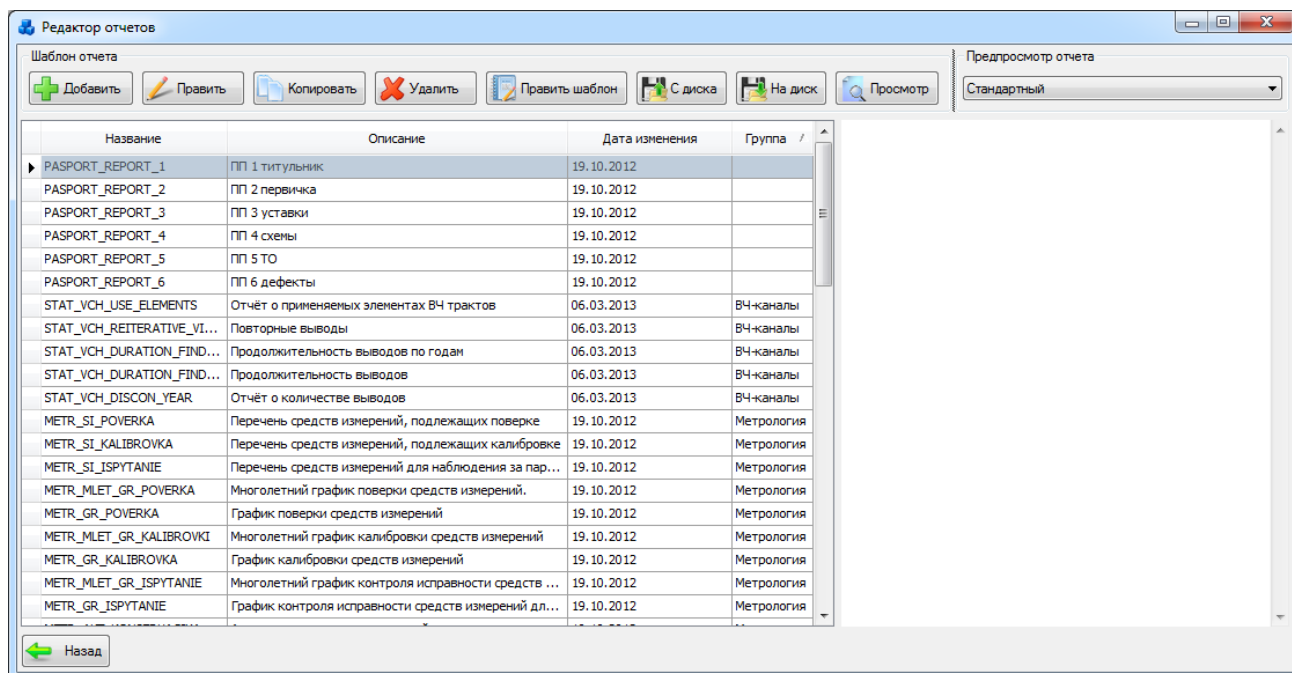 Редактор отчетов
Шаблон отчета
Предпросмотр отчета
Добавить Править Копировать Удалить Править шаблон С диска На диск Просмотр Стандартный
Название Описание Дата изменения Группа
PASPORT_REPORT_1 ПП 1 титульник 19.10.2012
PASPORT_REPORT_2 ПП 2 первичка 19.10.2012
PASPORT_REPORT_3 ПП 3 уставки 19.10.2012
PASPORT_REPORT_4 ПП 4 схемы 19.10.2012
PASPORT_REPORT_5 ПП 5 ТО 19.10.2012
PASPORT_REPORT_6 ПП 6 дефекты 19.10.2012
STAT_VCH_USE_ELEMENTS Отчёт о применяемых элементах ВЧ трактов 06.03.2013 ВЧ-каналы
STAT_VCH_REITERATIVE_VI... Повторные выводы 06.03.2013 ВЧ-каналы
STAT_VCH_DURATION_FIND... Продолжительность выводов по годам 06.03.2013 ВЧ-каналы
STAT_VCH_DURATION_FIND... Продолжительность выводов 06.03.2013 ВЧ-каналы
STAT_VCH_DISCON_YEAR Отчёт о количестве выводов 06.03.2013 ВЧ-каналы
METR_SI_POVERKA Перечень средств измерений, подлежащих поверке 19.10.2012 Метрология
METR_SI_KALIBROVKA Перечень средств измерений, подлежащих калибровке 19.10.2012 Метрология
METR_SI_ISPYTANIE Перечень средств измерений для наблюдения за пар... 19.10.2012 Метрология
METR_MLET_GR_POVERKA Многолетний график поверки средств измерений. 19.10.2012 Метрология
METR_GR_POVERKA График поверки средств измерений 19.10.2012 Метрология
METR_MLET_GR_KALIBROVKI Многолетний график калибровки средств измерений 19.10.2012 Метрология
METR_GR_KALIBROVKA График калибровки средств измерений 19.10.2012 Метрология
METR_MLET_GR_ISPYTANIE Многолетний график контроля исправности средств ... 19.10.2012 Метрология
METR_GR_ISPYTANIE График контроля исправности средств измерений дл... 19.10.2012 Метрология
Назад